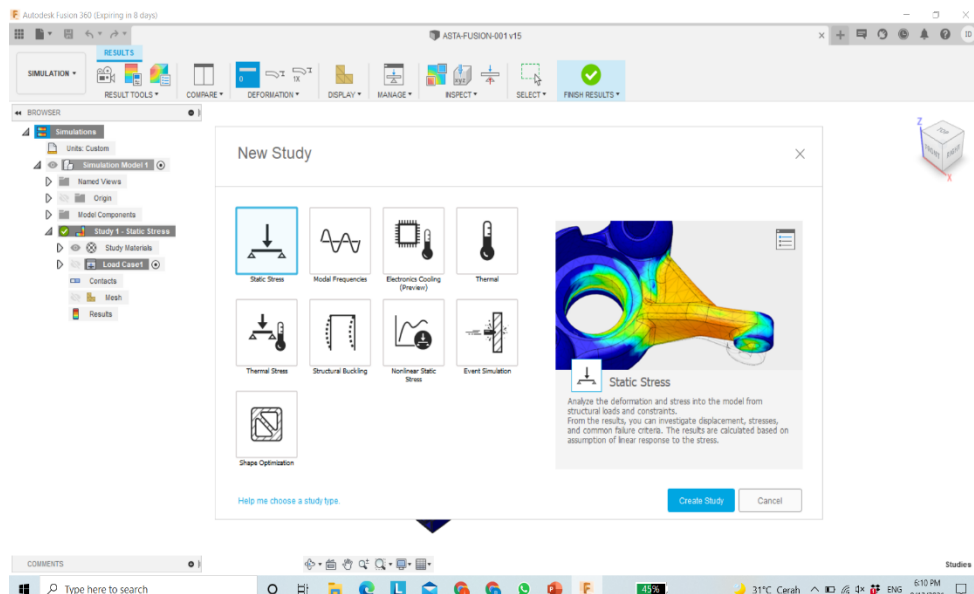 Autodesk Fusion 360 (Expiring in 8 days)
ASTA-FUSION-001 v15
ID
RESULTS
SIMULATION
RESULT TOOLS
COMPARE
DEFORMATION
DISPLAY
MANAGE
INSPECT
SELECT
FINISH RESULTS
BROWSER
Simulations
Units: Custom
Simulation Model 1
Named Views
Origin
Model Components
Study 1 - Static Stress
Study Materials
Load Case1
Contacts
Mesh
Results
Z
TOP
FRONT
RIGHT
X
New Study
Static Stress
Modal Frequencies
Electronics Cooling
(Preview)
Thermal
Thermal Stress
Structural Buckling
Nonlinear Static
Stress
Event Simulation
Shape Optimization
Static Stress
Analyze the deformation and stress into the model from
structural loads and constraints.
From the results, you can investigate displacement, stresses,
and common failure criteria. The results are calculated based on
assumption of linear response to the stress.
Help me choose a study type.
Create Study
Cancel
COMMENTS
Studies
Type here to search
45%
31°C Cerah
ENG
6:10 PM